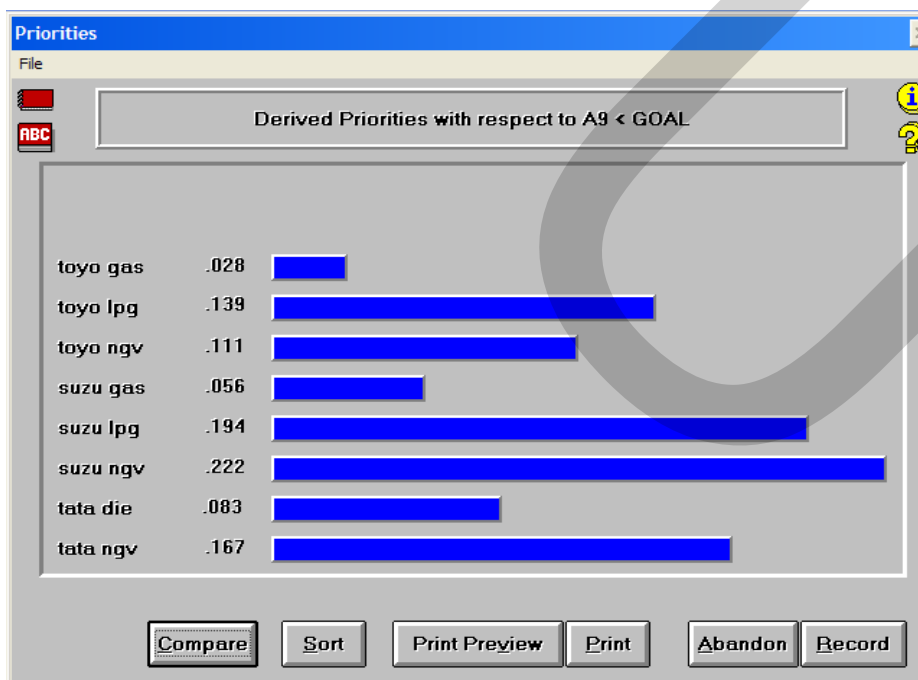 Priorities
File
ABC
Derived Priorities with respect to A9 < GOAL
i
?
toyo gas .028
toyo lpg .139
toyo ngv .111
suzu gas .056
suzu lpg .194
suzu ngv .222
tata die .083
tata ngv .167
Compare Sort Print Preview Print Abandon Record